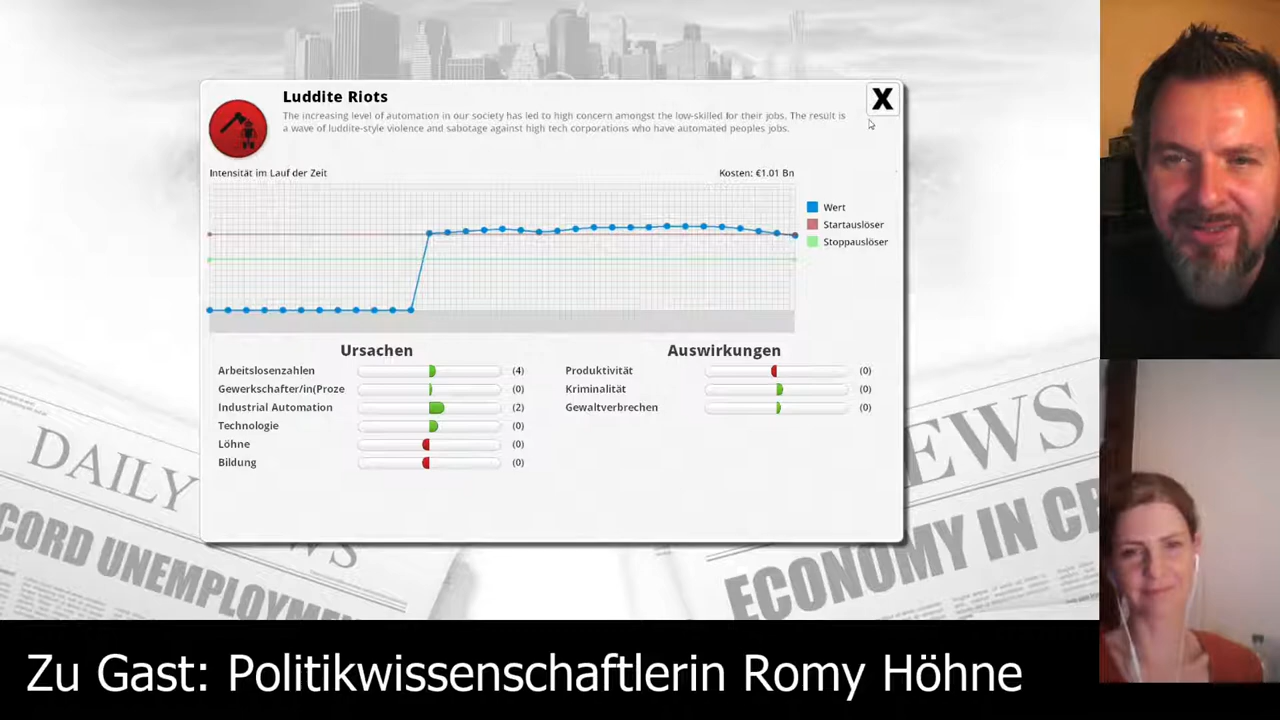 Luddite Riots
X
The increasing level of automation in our society has led to high concern amongst the low-skilled for their jobs. The result is
a wave of luddite-style violence and sabotage against high tech corporations who have automated peoples jobs.
Intensität im Lauf der Zeit
Kosten: €1.01 Bn
Wert
Startauslöser
Stoppauslöser
Ursachen
Arbeitslosenzahlen (4)
Gewerkschafter/in(Proze (0)
Industrial Automation (2)
Technologie (0)
Löhne (0)
Bildung (0)
Auswirkungen
Produktivität (0)
Kriminalität (0)
Gewaltverbrechen (0)
DAILY
NEWS
CORD UNEMPLOYME
ECONOMY IN CR
Zu Gast: Politikwissenschaftlerin Romy Höhne